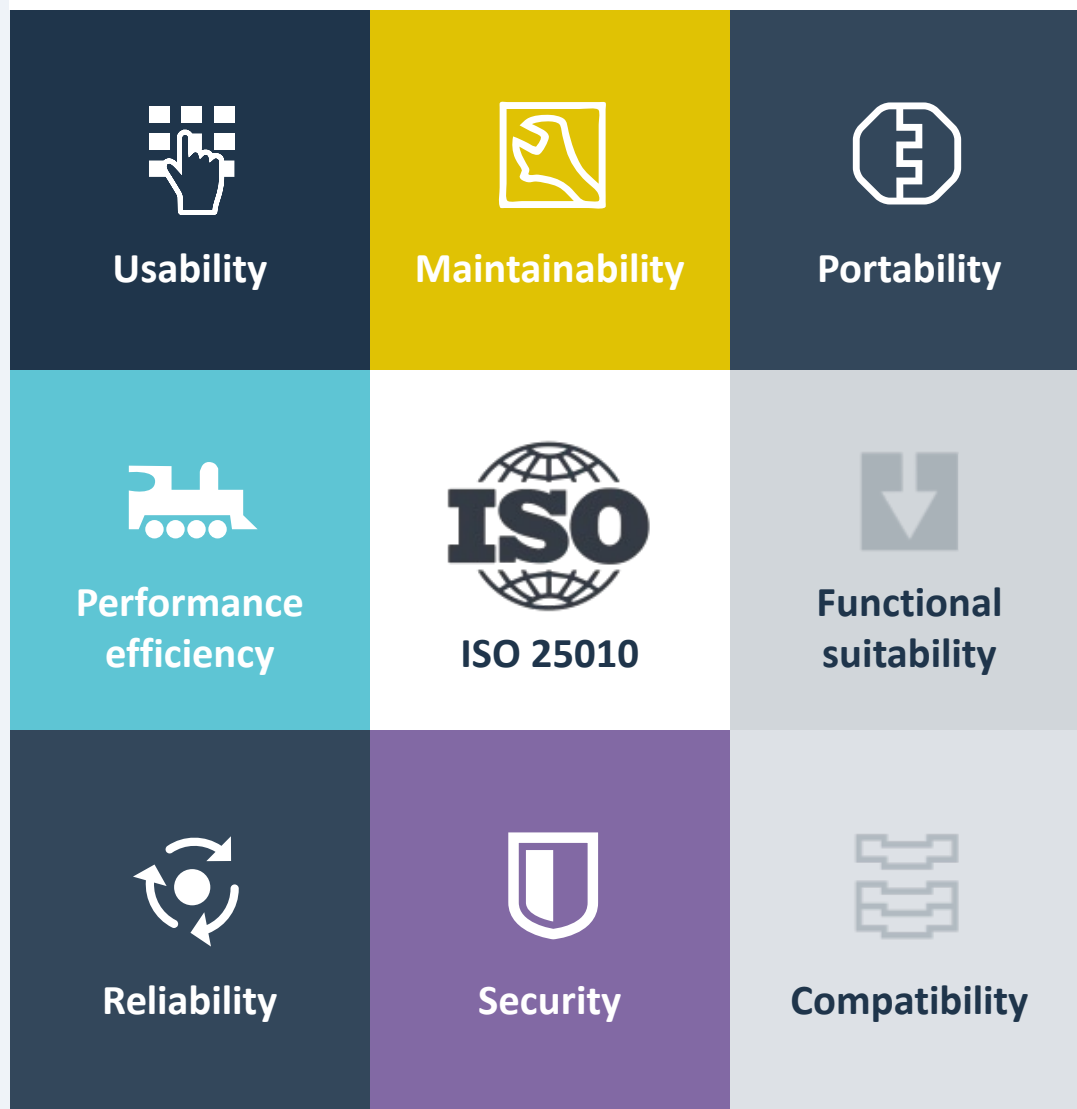 Usability
Maintainability
Portability
Performance
efficiency
ISO
ISO 25010
Functional
suitability
Reliability
Security
Compatibility